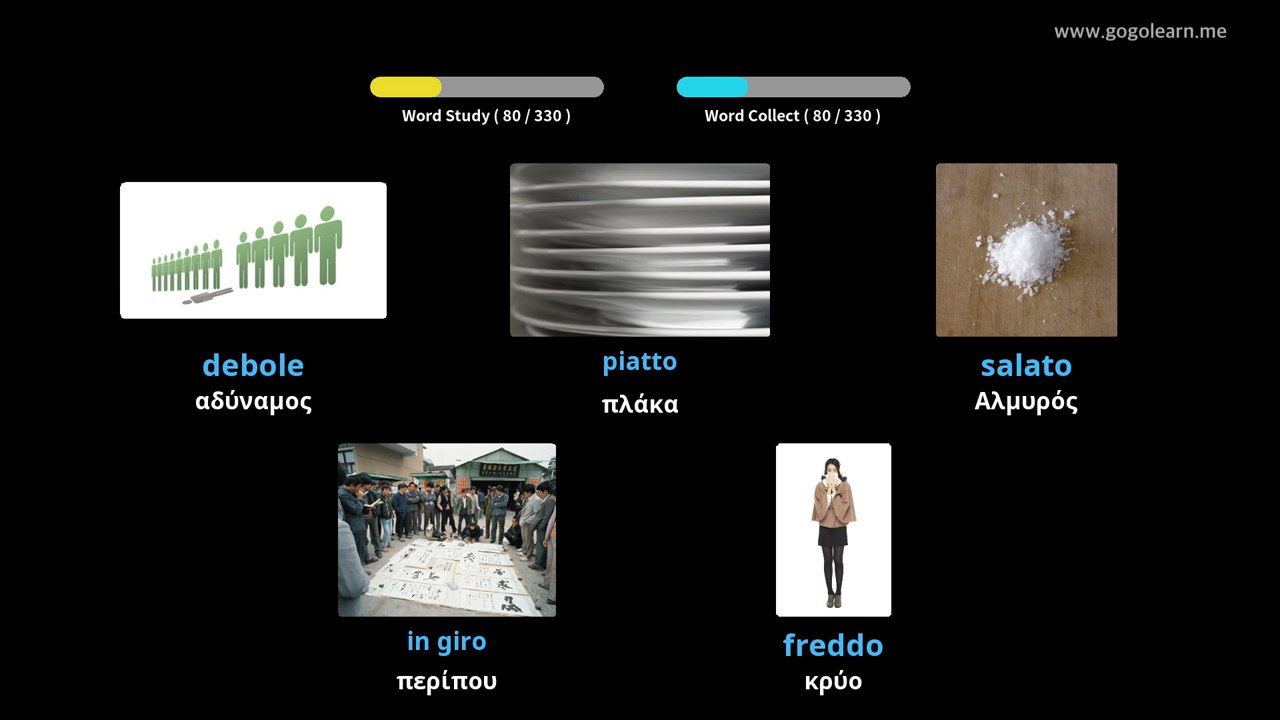 www.gogolearn.me
Word Study ( 80 / 330 )
Word Collect ( 80 / 330 )
debole
αδύναμος
piatto
πλάκα
salato
Αλμυρός
in giro
περίπου
freddo
κρύο